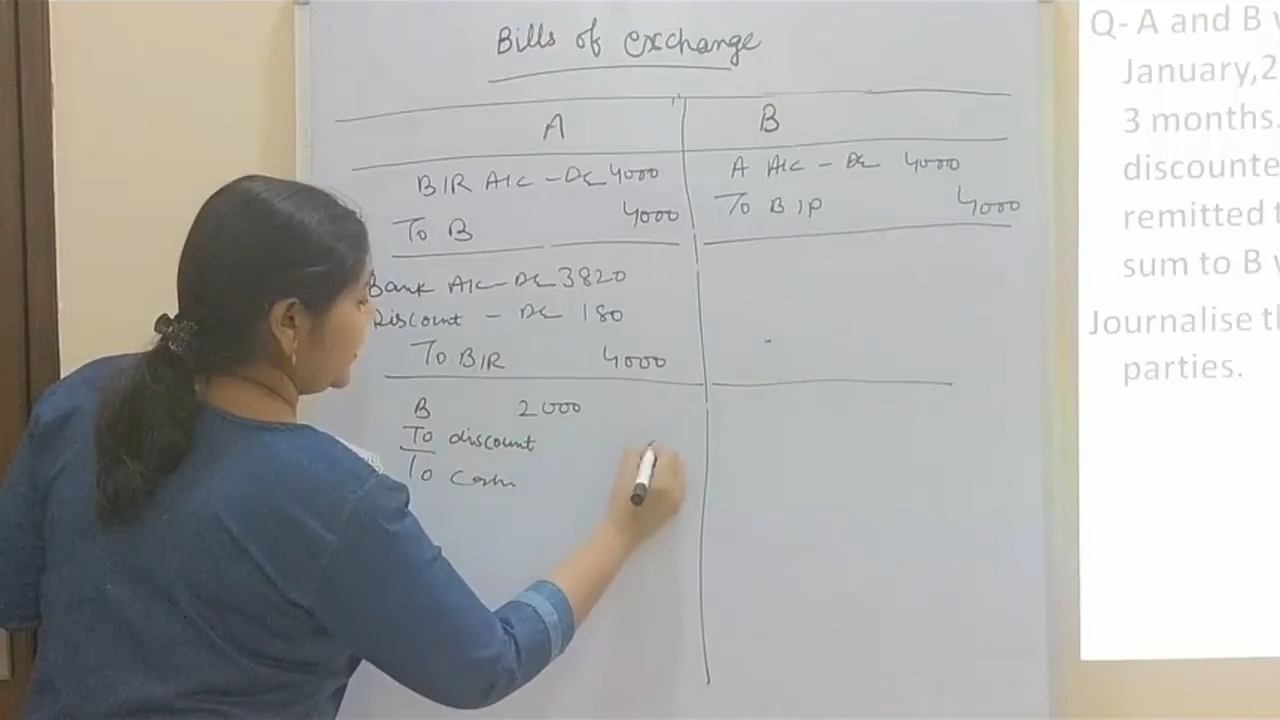 Bills of exchange
A
B
B/R A/c - Dr 4000
To B 4000
A A/c - Dr 4000
To B/P 4000
Bank A/c - Dr 3820
Discount - Dr 180
To B/R 4000
B 2000
To discount
To Cash
Q- A and B
January,2
3 months.
discounte
remitted
sum to B
Journalise t
parties.